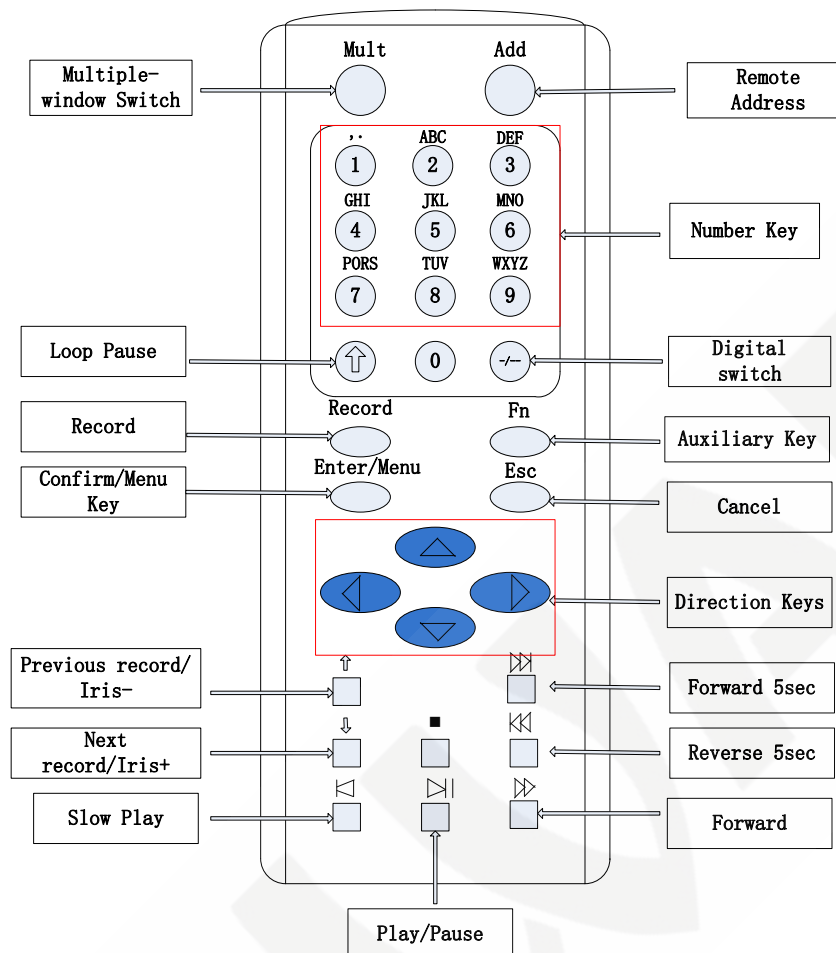 Mult
Add
Multiple-
window Switch
Remote
Address
,.
ABC
DEF
1
2
3
GHI
JKL
MNO
4
5
6
Number Key
PORS
TUV
WXYZ
7
8
9
Loop Pause
0
-/--
Digital
switch
Record
Record
Fn
Auxiliary Key
Confirm/Menu
Key
Enter/Menu
Esc
Cancel
Direction Keys
Previous record/
Iris-
Forward 5sec
Next
record/Iris+
Reverse 5sec
Slow Play
Forward
Play/Pause